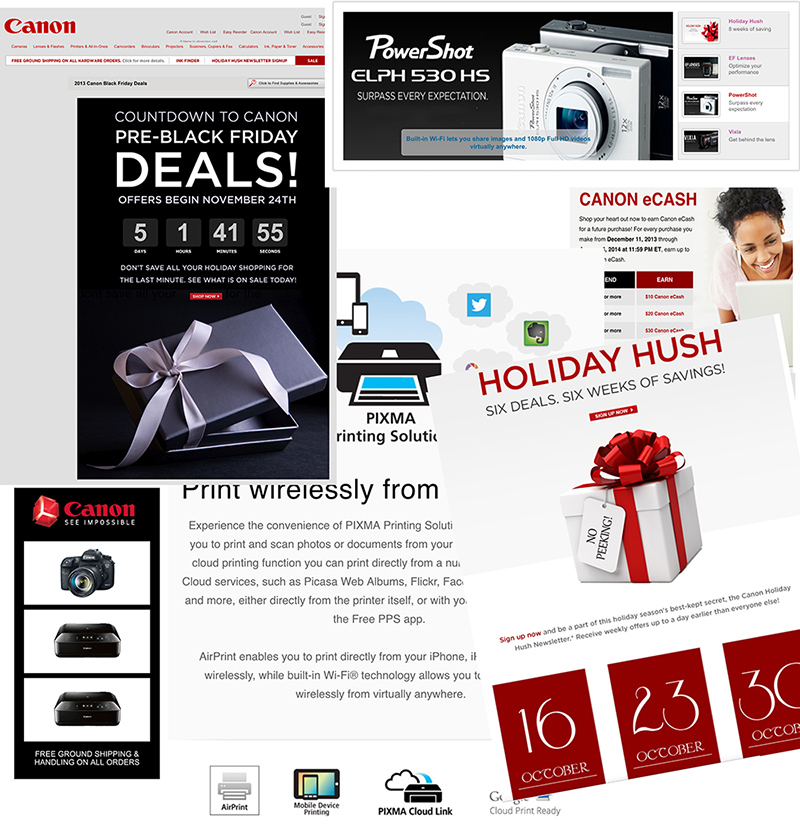 Canon
Guest
Sign
Guest
Canon Account Wish List Easy Reorder Canon Account Wish List Easy Reorder
Cameras Lenses & Flashes Printers & All-in-Ones Camcorders Binoculars Projectors Scanners, Copiers & Fax Calculators Ink, Paper & Toner Accessories
FREE GROUND SHIPPING ON ALL HARDWARE ORDERS. Click for more details. INK FINDER HOLIDAY HUSH NEWSLETTER SIGNUP SALE
2013 Canon Black Friday Deals
Click to Find Supplies & Accessories
COUNTDOWN TO CANON
PRE-BLACK FRIDAY
DEALS!
OFFERS BEGIN NOVEMBER 24TH
5 1 41 55
DAYS HOURS MINUTES SECONDS
DON'T SAVE ALL YOUR HOLIDAY SHOPPING FOR
THE LAST MINUTE. SEE WHAT IS ON SALE TODAY!
SHOP NOW
PowerShot
ELPH 530 HS
SURPASS EVERY EXPECTATION.
Built-in Wi-Fi lets you share images and 1080p Full HD videos
virtually anywhere.
Holiday Hush
5 weeks of saving
EF Lenses
Optimize your
performance
PowerShot
Surpass every
expectation
VIXIA
Vixia
Get behind the lens
CANON eCASH
Shop your heart out now to earn Canon eCash
for a future purchase! For every purchase you
make from December 11, 2013 through
, 2014 at 11:59 PM ET, earn up to
eCash.
END EARN
or more $10 Canon eCash
or more $20 Canon eCash
or more $30 Canon eCash
PIXMA
rinting Soluti
Print wirelessly from
Experience the convenience of PIXMA Printing Soluti
you to print and scan photos or documents from your
cloud printing function you can print directly from a nu
Cloud services, such as Picasa Web Albums, Flickr, Fac
and more, either directly from the printer itself, or with yo
the Free PPS app.
AirPrint enables you to print directly from your iPhone, iP
wirelessly, while built-in Wi-Fi® technology allows you to
wirelessly from virtually anywhere.
AirPrint
Mobile Device
Printing
PIXMA Cloud Link
Cloud Print Ready
HOLIDAY HUSH
SIX DEALS. SIX WEEKS OF SAVINGS!
SIGN UP NOW
NO
PEEKING!
Sign up now and be a part of this holiday season's best-kept secret, the Canon Holiday
Hush Newsletter.* Receive weekly offers up to a day earlier than everyone else!
16
OCTOBER
23
OCTOBER
30
OCTOB
Canon
SEE IMPOSSIBLE
FREE GROUND SHIPPING &
HANDLING ON ALL ORDERS